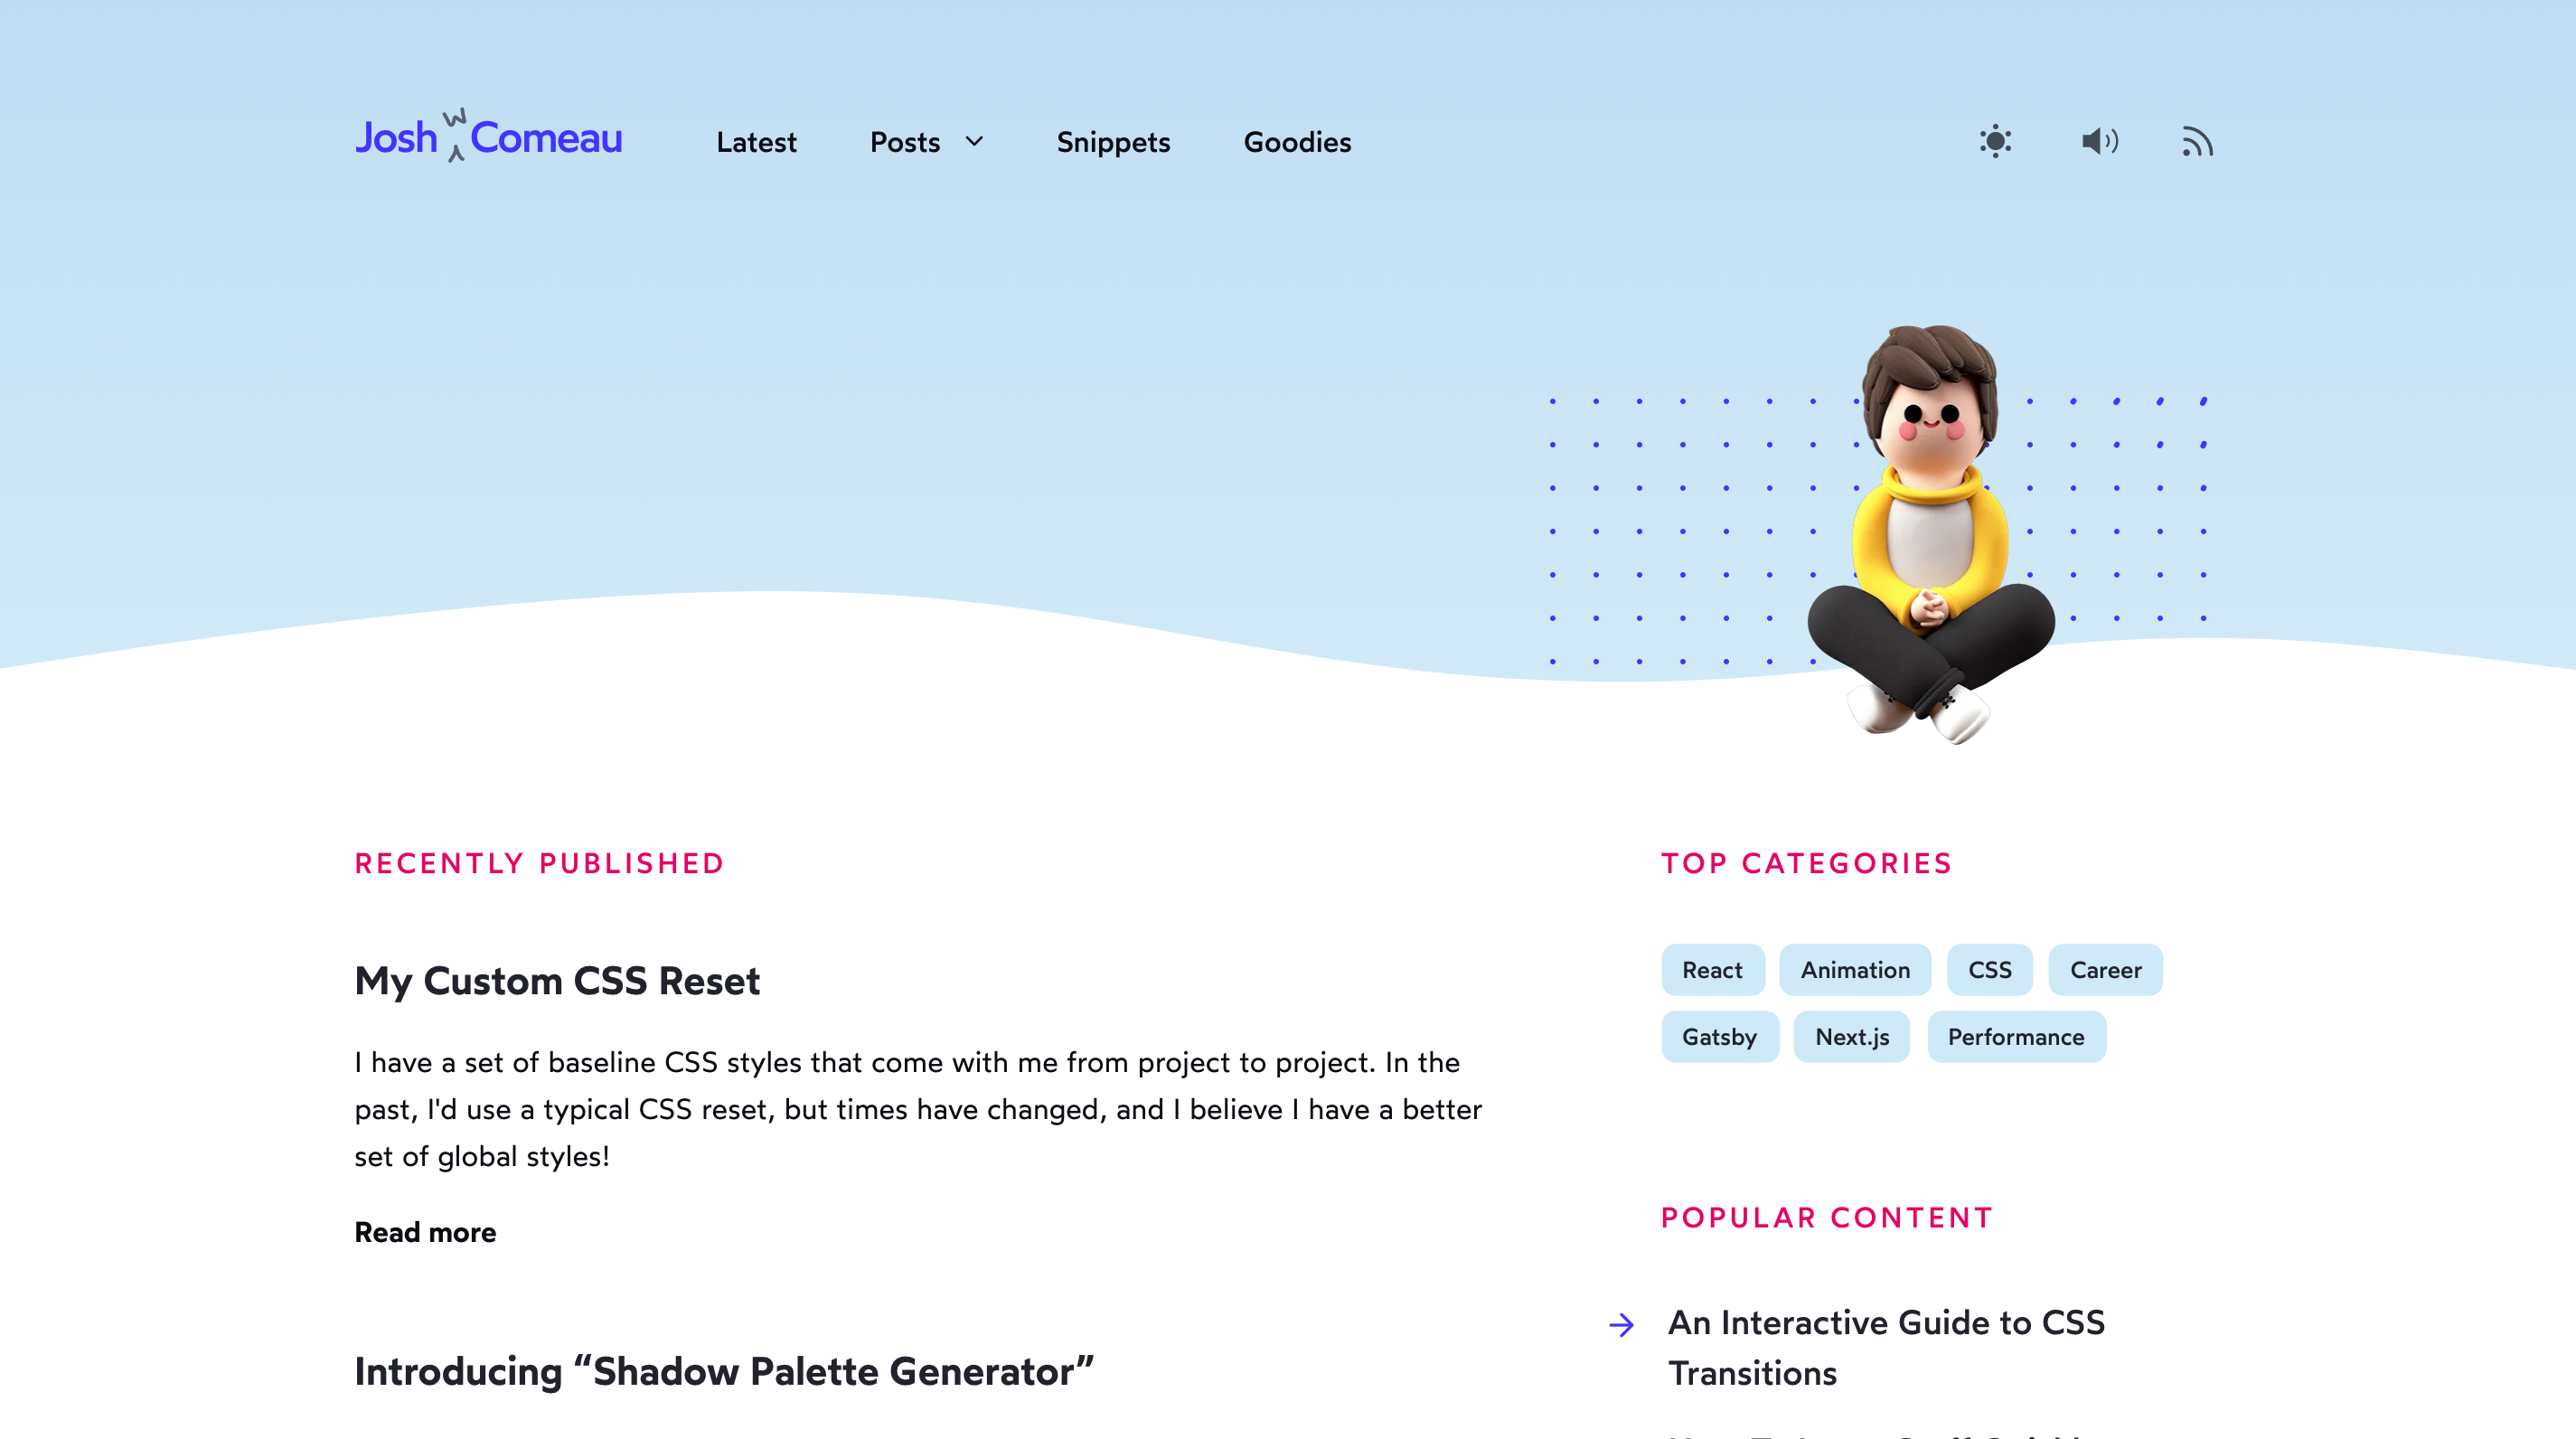 Josh W Comeau
Latest
Posts
Snippets
Goodies
RECENTLY PUBLISHED
My Custom CSS Reset
I have a set of baseline CSS styles that come with me from project to project. In the
past, I'd use a typical CSS reset, but times have changed, and I believe I have a better
set of global styles!
Read more
Introducing “Shadow Palette Generator”
TOP CATEGORIES
React
Animation
CSS
Career
Gatsby
Next.js
Performance
POPULAR CONTENT
An Interactive Guide to CSS
Transitions